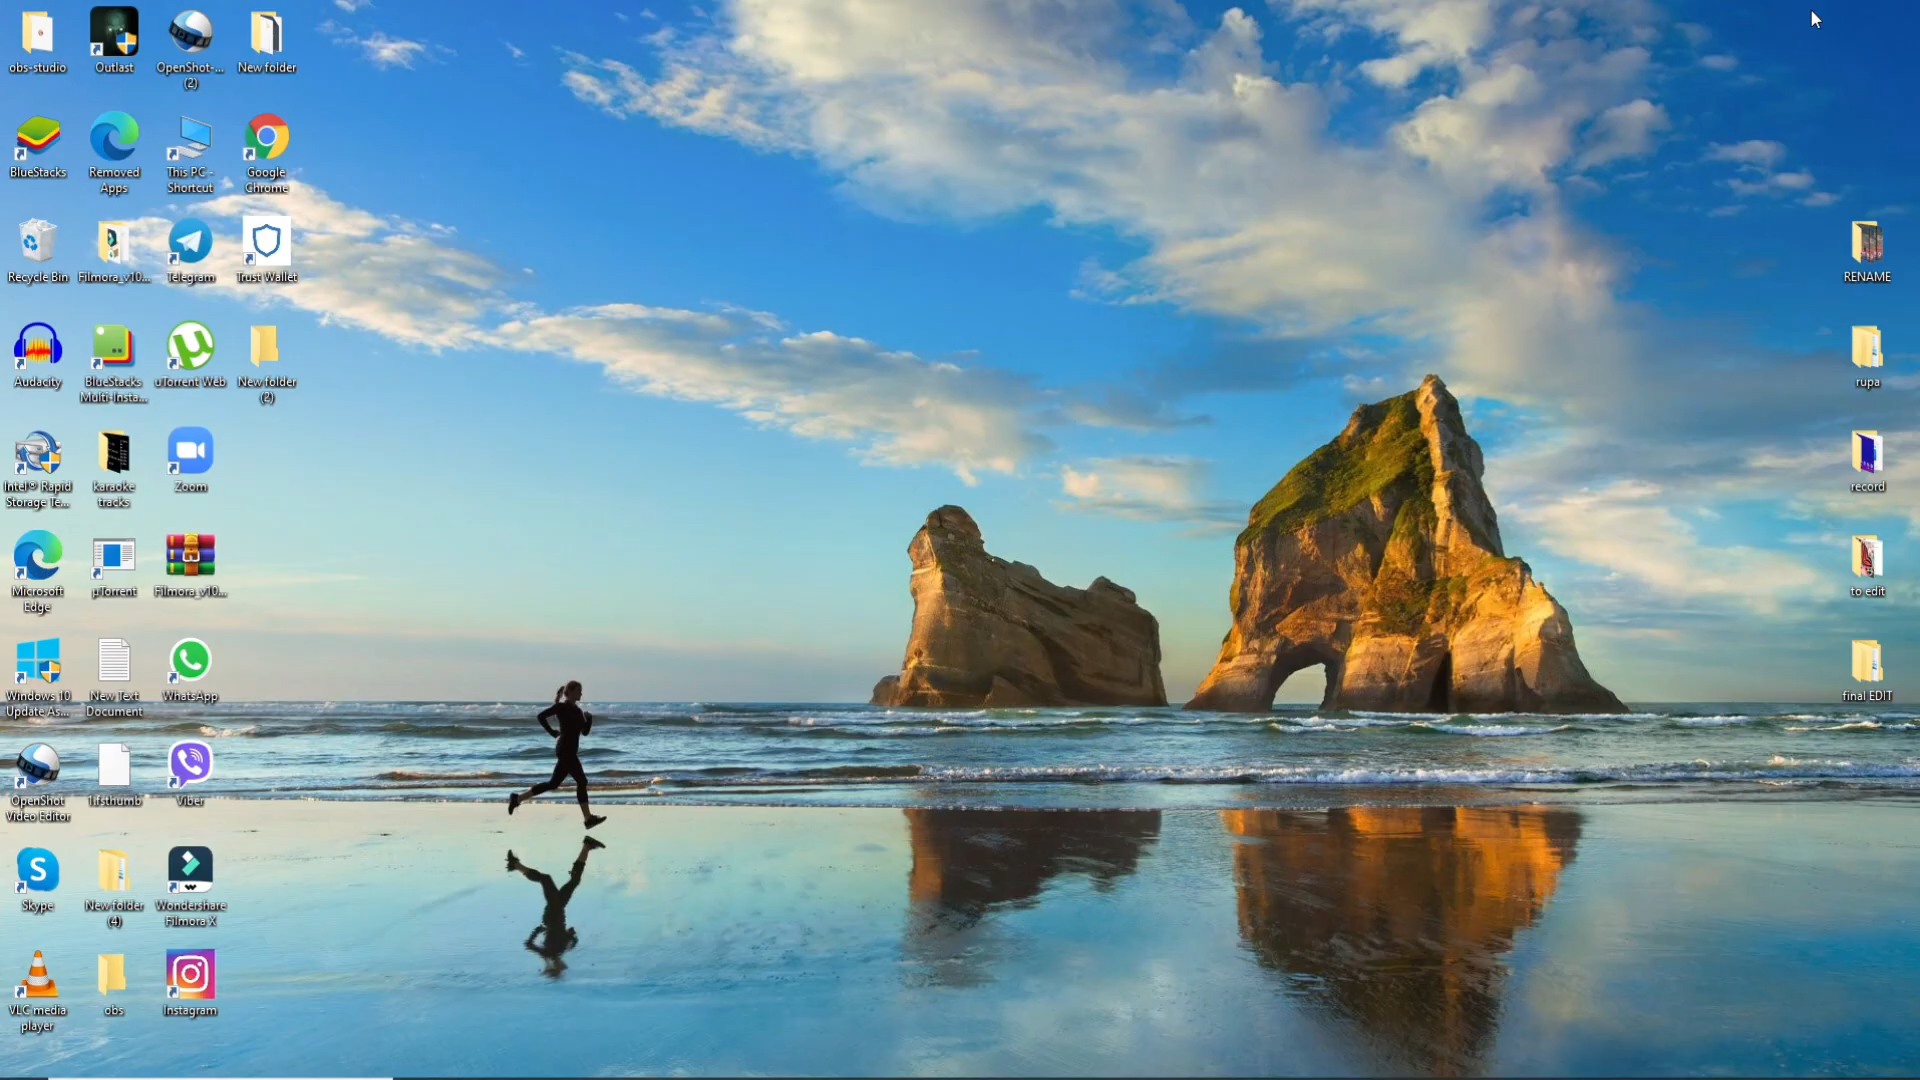 obs-studio
Outlast
OpenShot-...
(2)
New folder
BlueStacks
Removed
Apps
This PC -
Shortcut
Google
Chrome
Recycle Bin
Filmora_v10...
Telegram
Trust Wallet
RENAME
Audacity
BlueStacks
Multi-Insta...
uTorrent Web
New folder
(2)
rupa
Intel® Rapid
Storage Te...
karaoke
tracks
Zoom
record
Microsoft
Edge
µTorrent
Filmora_v10...
to edit
Windows 10
Update As...
New Text
Document
WhatsApp
final EDIT
OpenShot
Video Editor
1.fsthumb
Viber
Skype
New folder
(4)
Wondershare
Filmora X
VLC media
player
obs
Instagram